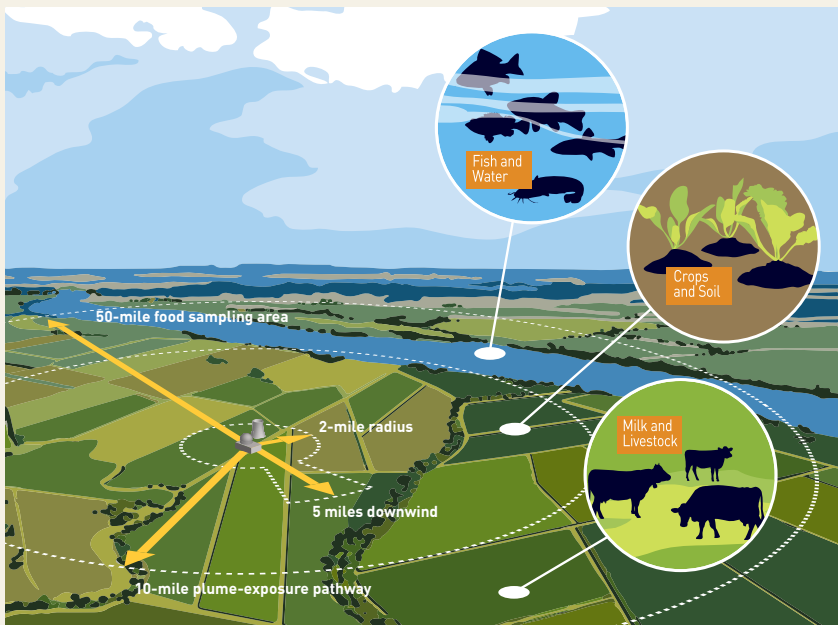 Fish and
Water
Crops
and Soil
50-mile food sampling area
2-mile radius
Milk and
Livestock
5 miles downwind
10-mile plume-exposure pathway